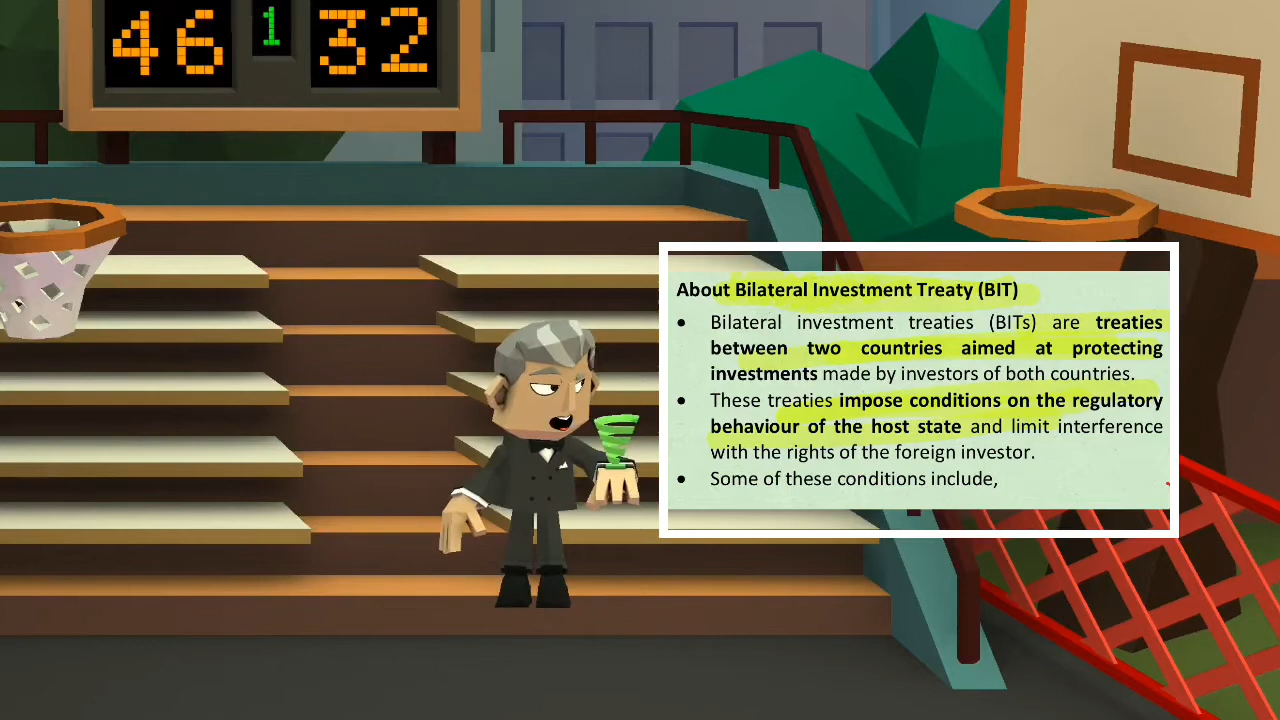 46 1 32
About Bilateral Investment Treaty (BIT)
• Bilateral investment treaties (BITs) are treaties
between two countries aimed at protecting
investments made by investors of both countries.
• These treaties impose conditions on the regulatory
behaviour of the host state and limit interference
with the rights of the foreign investor.
• Some of these conditions include,